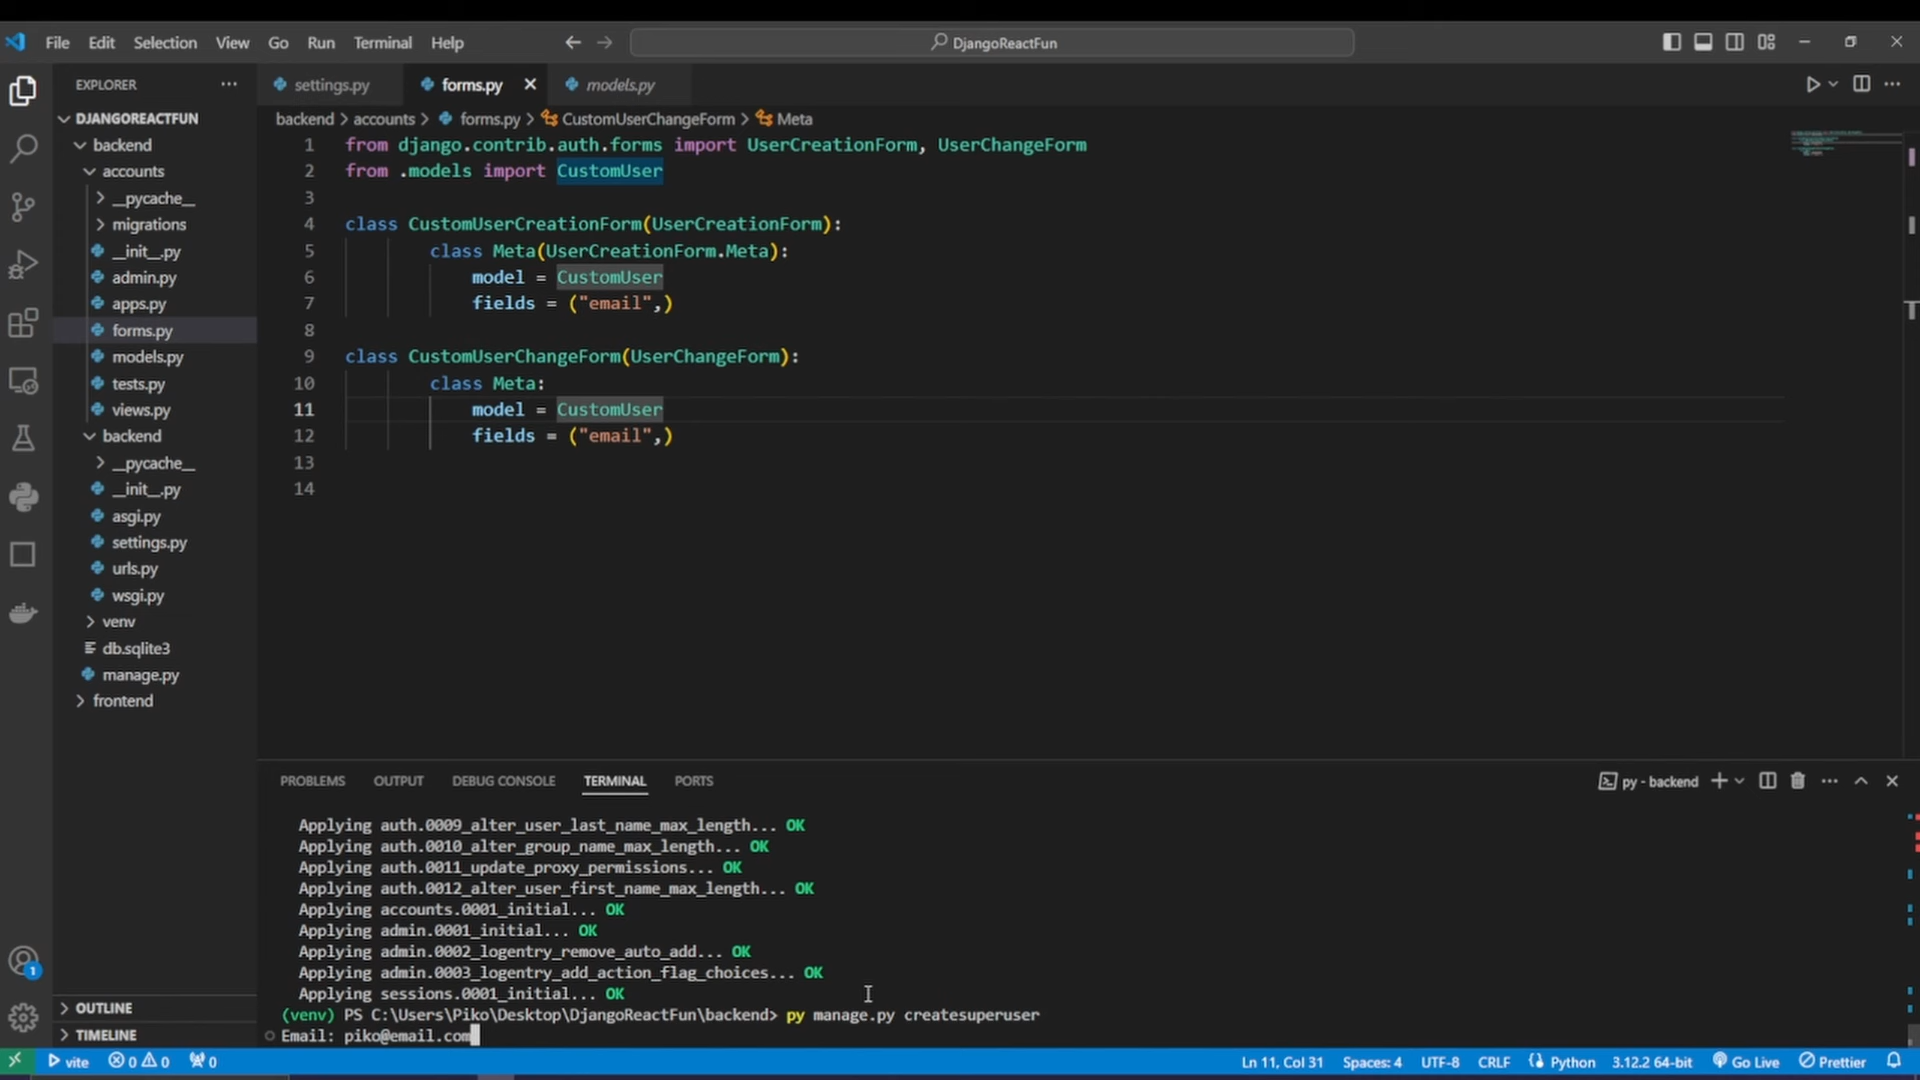 File Edit Selection View Go Run Terminal Help
DjangoReactFun
EXPLORER
settings.py
forms.py
models.py
DJANGOREACTFUN
backend > accounts > forms.py > CustomUserChangeForm > Meta
backend
accounts
__pycache__
migrations
__init__.py
admin.py
apps.py
forms.py
models.py
tests.py
views.py
backend
__pycache__
__init__.py
asgi.py
settings.py
urls.py
wsgi.py
venv
db.sqlite3
manage.py
frontend
OUTLINE
TIMELINE
1 from django.contrib.auth.forms import UserCreationForm, UserChangeForm
2 from .models import CustomUser
3
4 class CustomUserCreationForm(UserCreationForm):
5 class Meta(UserCreationForm.Meta):
6 model = CustomUser
7 fields = ("email",)
8
9 class CustomUserChangeForm(UserChangeForm):
10 class Meta:
11 model = CustomUser
12 fields = ("email",)
13
14
PROBLEMS OUTPUT DEBUG CONSOLE TERMINAL PORTS
py - backend
Applying auth.0009_alter_user_last_name_max_length... OK
Applying auth.0010_alter_group_name_max_length... OK
Applying auth.0011_update_proxy_permissions... OK
Applying auth.0012_alter_user_first_name_max_length... OK
Applying accounts.0001_initial... OK
Applying admin.0001_initial... OK
Applying admin.0002_logentry_remove_auto_add... OK
Applying admin.0003_logentry_add_action_flag_choices... OK
Applying sessions.0001_initial... OK
(venv) PS C:\Users\Piko\Desktop\DjangoReactFun\backend> py manage.py createsuperuser
Email: piko@email.com
1
vite 0 0 0
Ln 11, Col 31 Spaces: 4 UTF-8 CRLF Python 3.12.2 64-bit Go Live Prettier